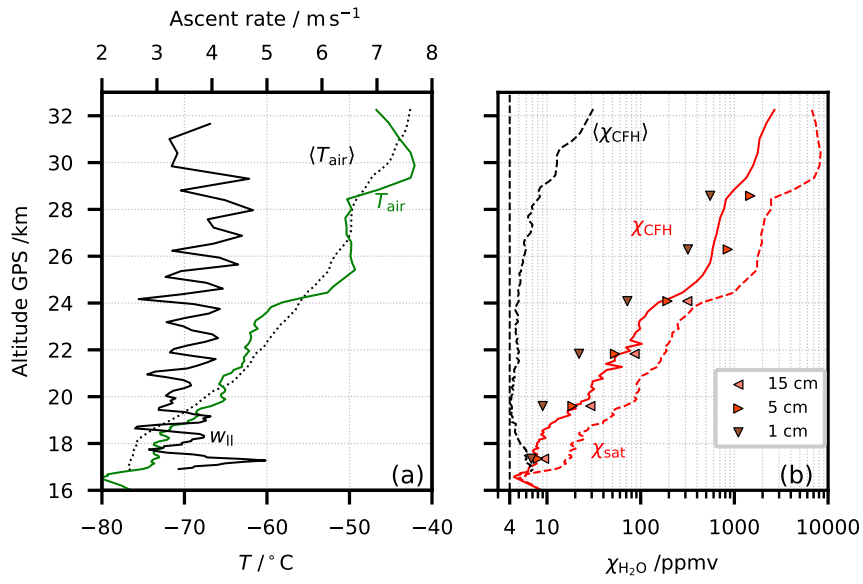 Ascent rate / m s⁻¹
2 3 4 5 6 7 8
Altitude GPS /km
32
30
28
26
24
22
20
18
16
⟨T_air⟩
T_air
w_ll
(a)
−80 −70 −60 −50 −40
T / °C
⟨χ_CFH⟩
χ_CFH
χ_sat
15 cm
5 cm
1 cm
(b)
4 10 100 1000 10000
χ_H₂O /ppmv